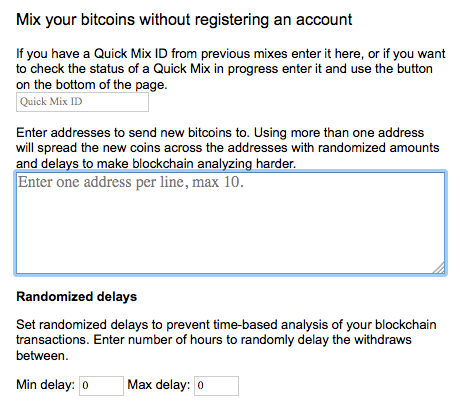 Mix your bitcoins without registering an account
If you have a Quick Mix ID from previous mixes enter it here, or if you want
to check the status of a Quick Mix in progress enter it and use the button
on the bottom of the page.
Quick Mix ID
Enter addresses to send new bitcoins to. Using more than one address
will spread the new coins across the addresses with randomized amounts
and delays to make blockchain analyzing harder.
Enter one address per line, max 10.
Randomized delays
Set randomized delays to prevent time-based analysis of your blockchain
transactions. Enter number of hours to randomly delay the withdraws
between.
Min delay: 0 Max delay: 0